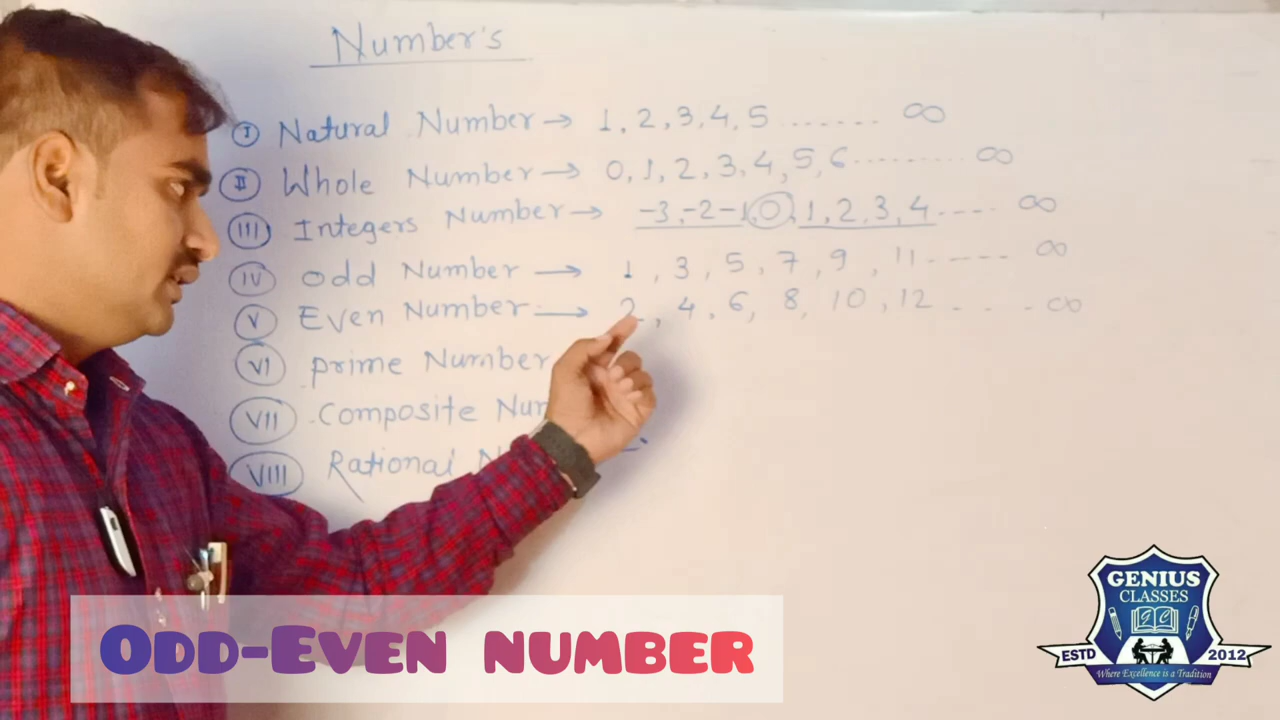 Number's
I Natural Number → 1, 2, 3, 4, 5 ....... ∞
II Whole Number → 0, 1, 2, 3, 4, 5, 6 ......... ∞
III Integers Number → -3, -2 -1, 0, 1, 2, 3, 4 ---- ∞
IV Odd Number → 1, 3, 5, 7, 9, 11 ----- ∞
V Even Number → 2, 4, 6, 8, 10, 12 - - - - ∞
VI Prime Number
VII Composite Num
VIII Rational N
ODD-EVEN NUMBER
GENIUS
CLASSES
GC
ESTD 2012
Where Excellence is a Tradition